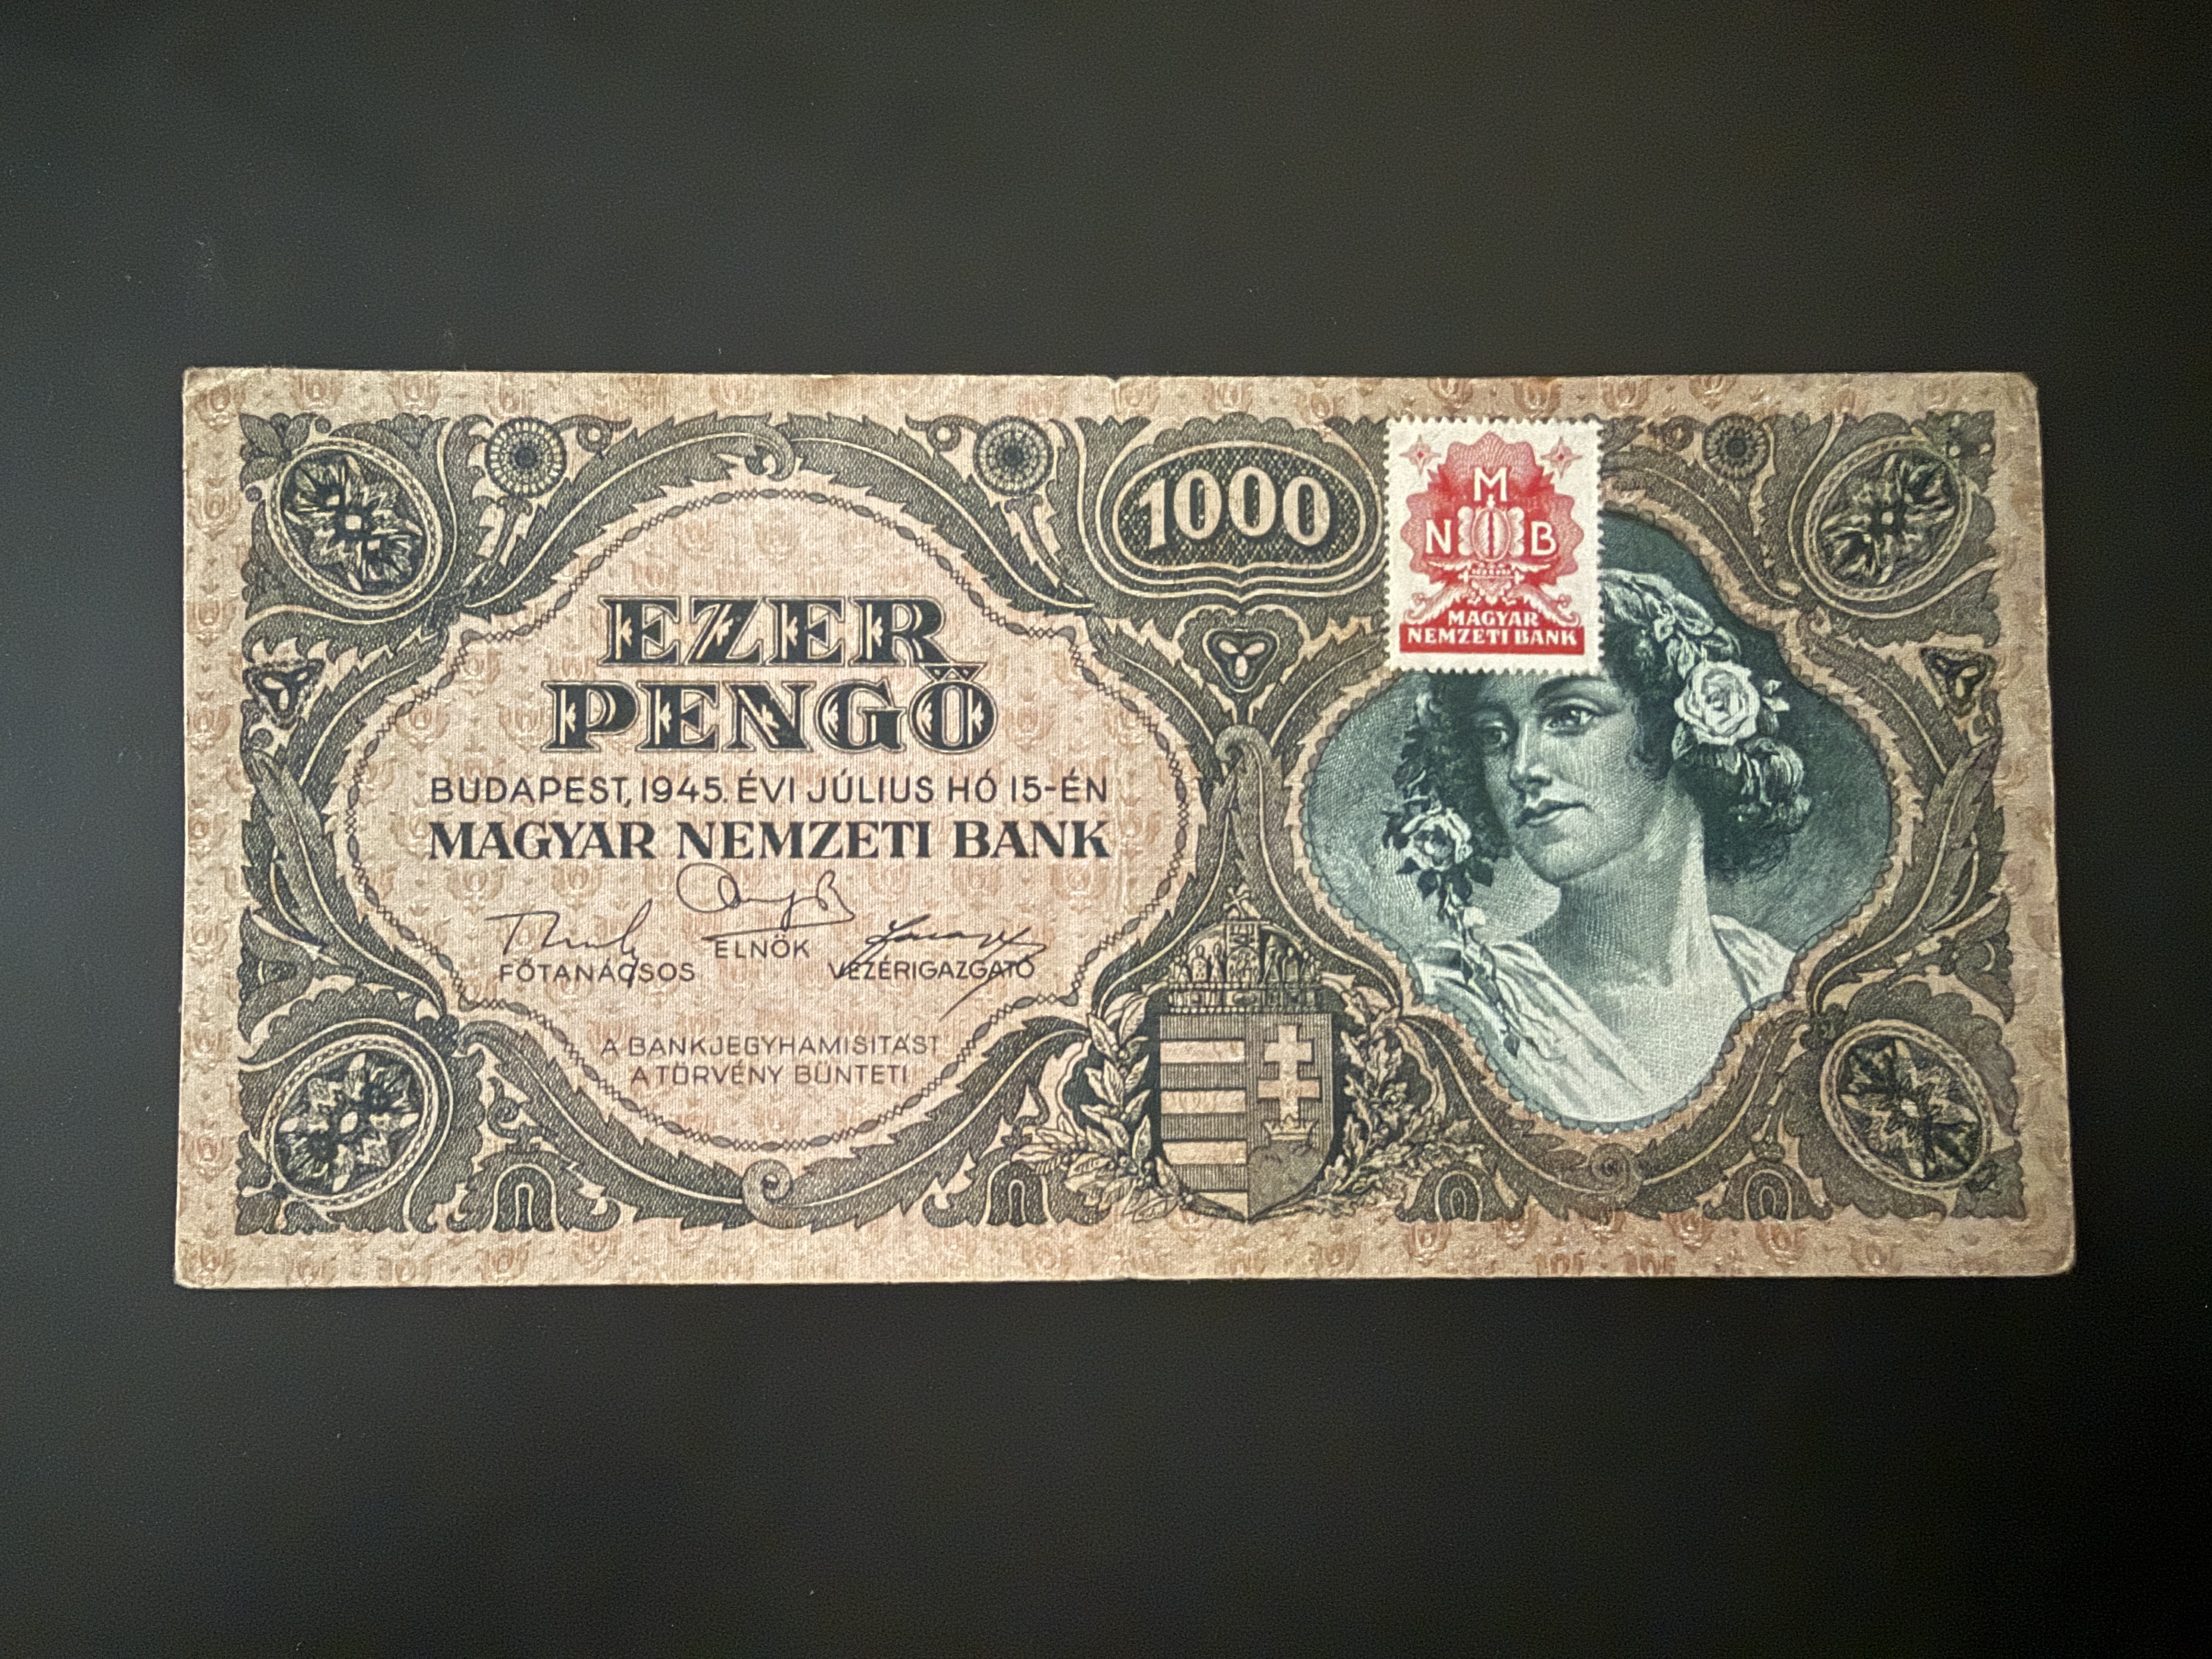 1000
M
N B
MAGYAR
NEMZETI BANK
EZER
PENGŐ
BUDAPEST, 1945. ÉVI JÚLIUS HÓ 15-ÉN
MAGYAR NEMZETI BANK
ELNÖK
FŐTANÁCSOS VEZÉRIGAZGATÓ
A BANKJEGYHAMISITÁST
A TÖRVÉNY BÜNTETI